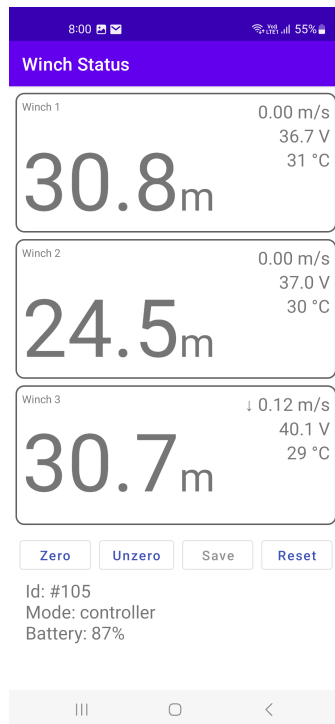 8:00 55%
Winch Status
Winch 1
0.00 m/s
36.7 V
31 °C
30.8m
Winch 2
0.00 m/s
37.0 V
30 °C
24.5m
Winch 3
↓ 0.12 m/s
40.1 V
29 °C
30.7m
Zero Unzero Save Reset
Id: #105
Mode: controller
Battery: 87%